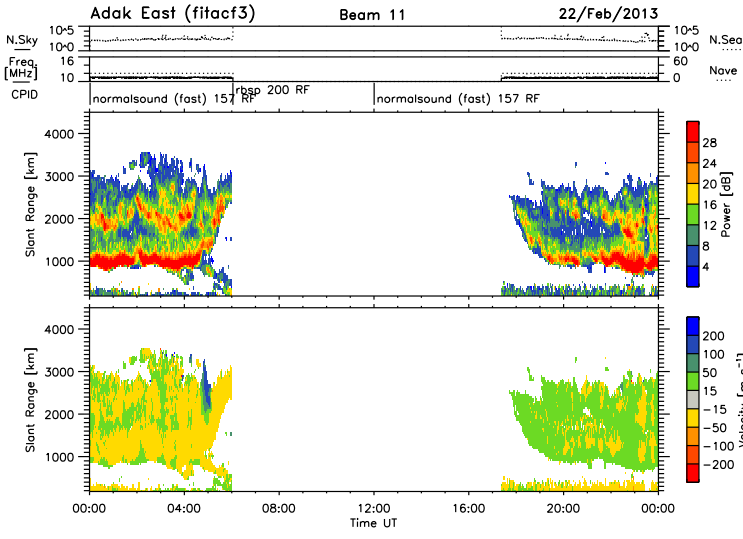 Adak East (fitacf3) Beam 11 22/Feb/2013
N.Sky 10^5 10^5 N.Sea
10^0 10^0
Freq. 16 60 Nave
[MHz] 10 0
CPID normalsound (fast) 157 RF rbsp 200 RF normalsound (fast) 157 RF
4000
3000
2000
1000
Slant Range [km]
28
24
20
16
12
8
4
Power [dB]
4000
3000
2000
1000
Slant Range [km]
200
100
50
15
-15
-50
-100
-200
Velocity [m s^-1]
00:00 04:00 08:00 12:00 16:00 20:00 00:00
Time UT